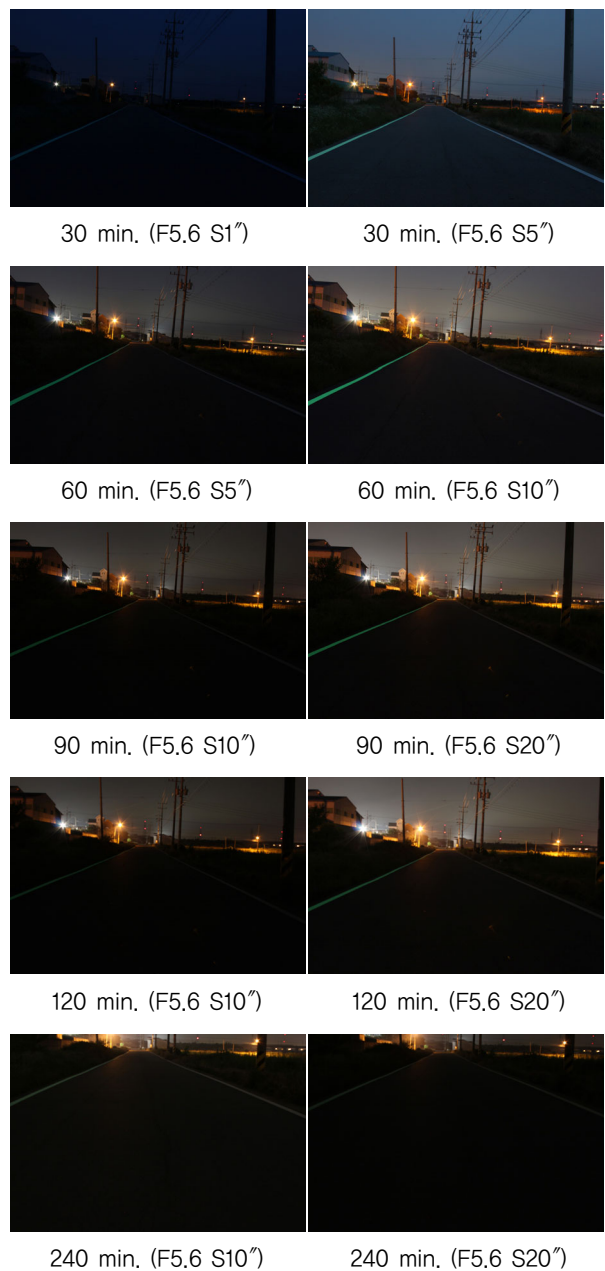 30 min. (F5.6 S1″)
30 min. (F5.6 S5″)
60 min. (F5.6 S5″)
60 min. (F5.6 S10″)
90 min. (F5.6 S10″)
90 min. (F5.6 S20″)
120 min. (F5.6 S10″)
120 min. (F5.6 S20″)
240 min. (F5.6 S10″)
240 min. (F5.6 S20″)